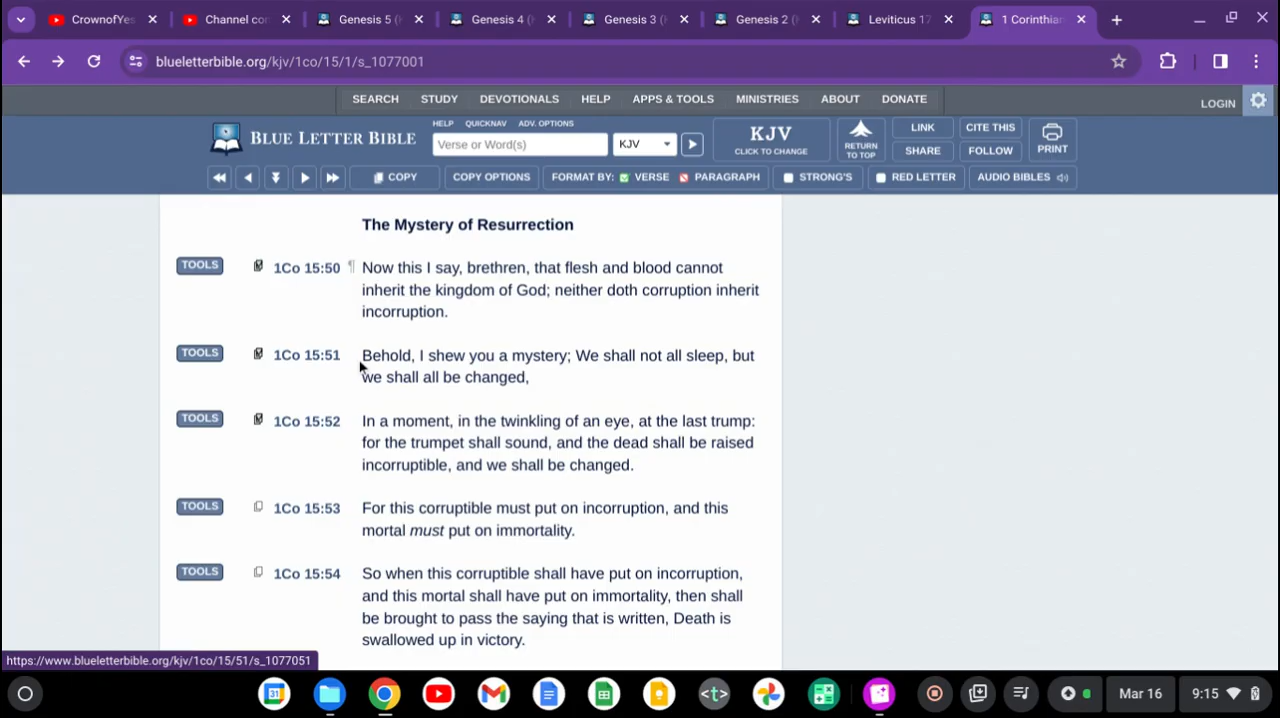 CrownofYes
Channel cor
Genesis 5 (
Genesis 4 (
Genesis 3 (
Genesis 2 (
Leviticus 17
1 Corinthian
blueletterbible.org/kjv/1co/15/1/s_1077001
SEARCH STUDY DEVOTIONALS HELP APPS & TOOLS MINISTRIES ABOUT DONATE
LOGIN
BLUE LETTER BIBLE
HELP QUICKNAV ADV. OPTIONS
Verse or Word(s)
KJV
KJV
CLICK TO CHANGE
RETURN
TO TOP
LINK
CITE THIS
SHARE
FOLLOW
PRINT
COPY
COPY OPTIONS
FORMAT BY: VERSE PARAGRAPH
STRONG'S
RED LETTER
AUDIO BIBLES
The Mystery of Resurrection
TOOLS 1Co 15:50 ¶ Now this I say, brethren, that flesh and blood cannot
inherit the kingdom of God; neither doth corruption inherit
incorruption.
TOOLS 1Co 15:51 Behold, I shew you a mystery; We shall not all sleep, but
we shall all be changed,
TOOLS 1Co 15:52 In a moment, in the twinkling of an eye, at the last trump:
for the trumpet shall sound, and the dead shall be raised
incorruptible, and we shall be changed.
TOOLS 1Co 15:53 For this corruptible must put on incorruption, and this
mortal must put on immortality.
TOOLS 1Co 15:54 So when this corruptible shall have put on incorruption,
and this mortal shall have put on immortality, then shall
be brought to pass the saying that is written, Death is
swallowed up in victory.
https://www.blueletterbible.org/kjv/1co/15/51/s_1077051
31
<t>
Mar 16
9:15